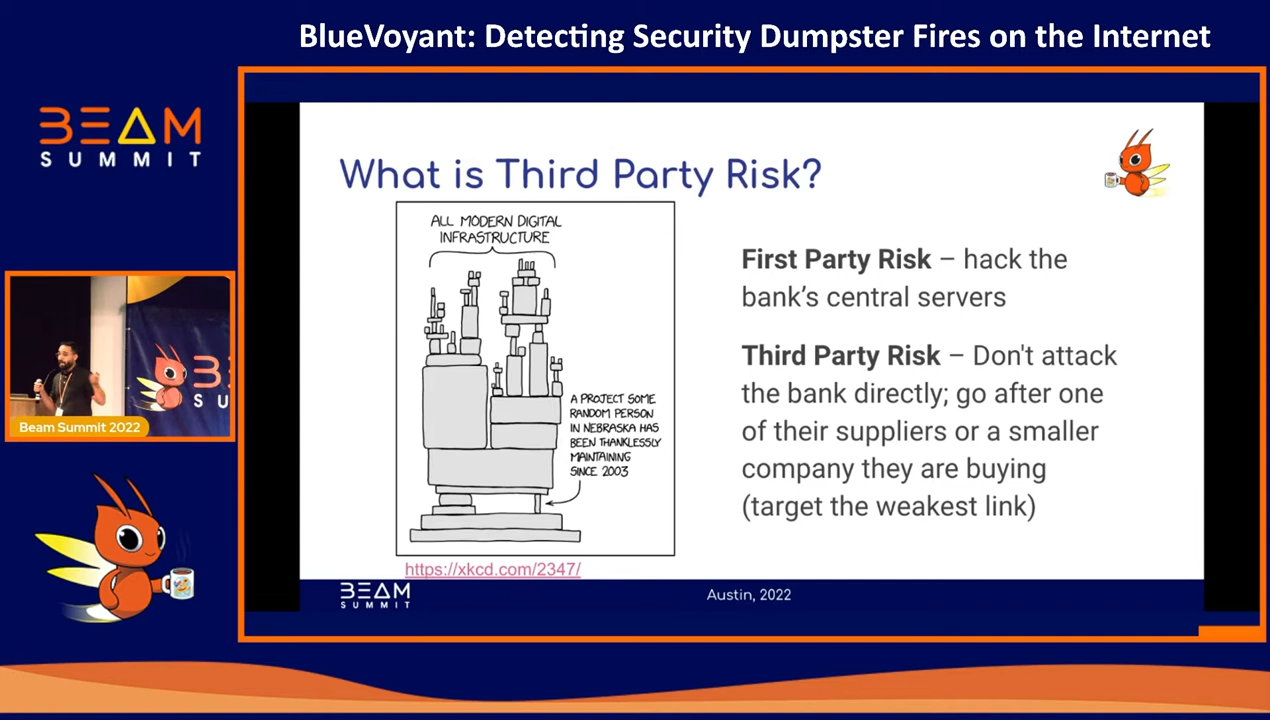 BlueVoyant: Detecting Security Dumpster Fires on the Internet
BEAM
SUMMIT
What is Third Party Risk?
ALL MODERN DIGITAL
INFRASTRUCTURE
A PROJECT SOME
RANDOM PERSON
IN NEBRASKA HAS
BEEN THANKLESSLY
MAINTAINING
SINCE 2003
https://xkcd.com/2347/
First Party Risk – hack the
bank’s central servers
Third Party Risk – Don't attack
the bank directly; go after one
of their suppliers or a smaller
company they are buying
(target the weakest link)
B
S U
Beam Summit 2022
BEAM
SUMMIT
Austin, 2022